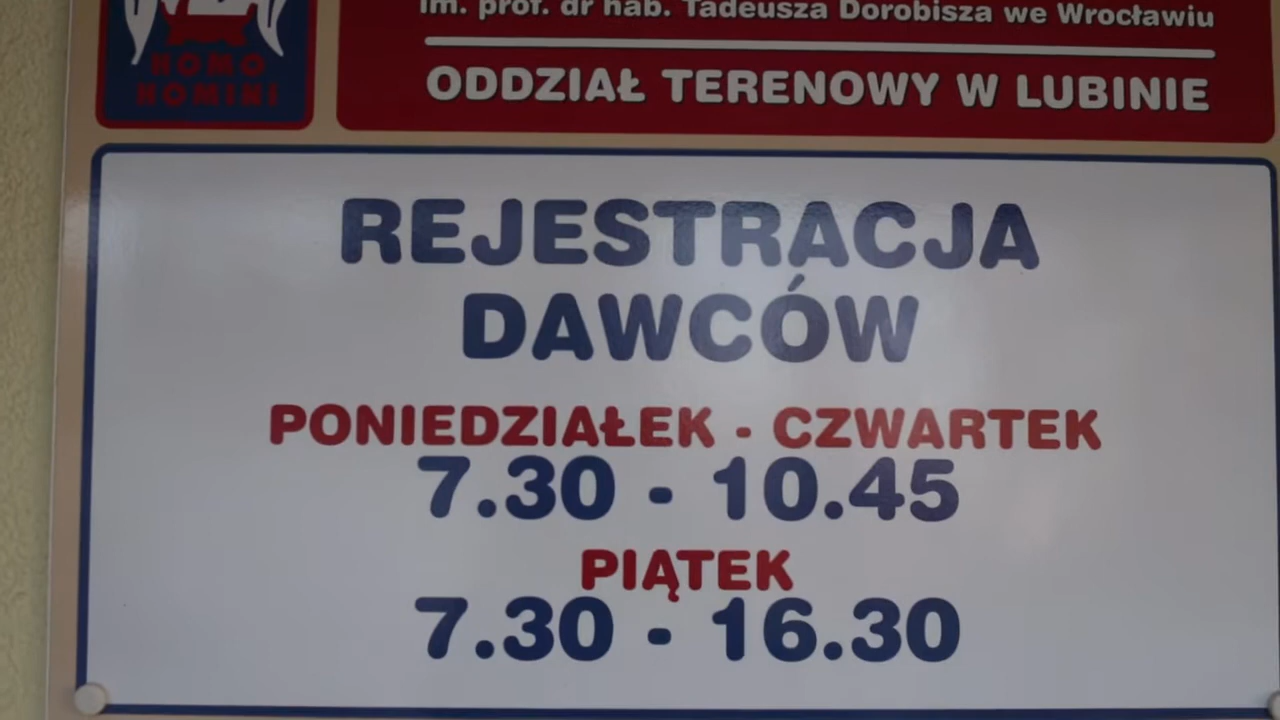 im. prof. dr hab. Tadeusza Dorobisza we Wrocławiu
ODDZIAŁ TERENOWY W LUBINIE
HOMO
HOMINI
REJESTRACJA
DAWCÓW
PONIEDZIAŁEK - CZWARTEK
7.30 - 10.45
PIĄTEK
7.30 - 16.30